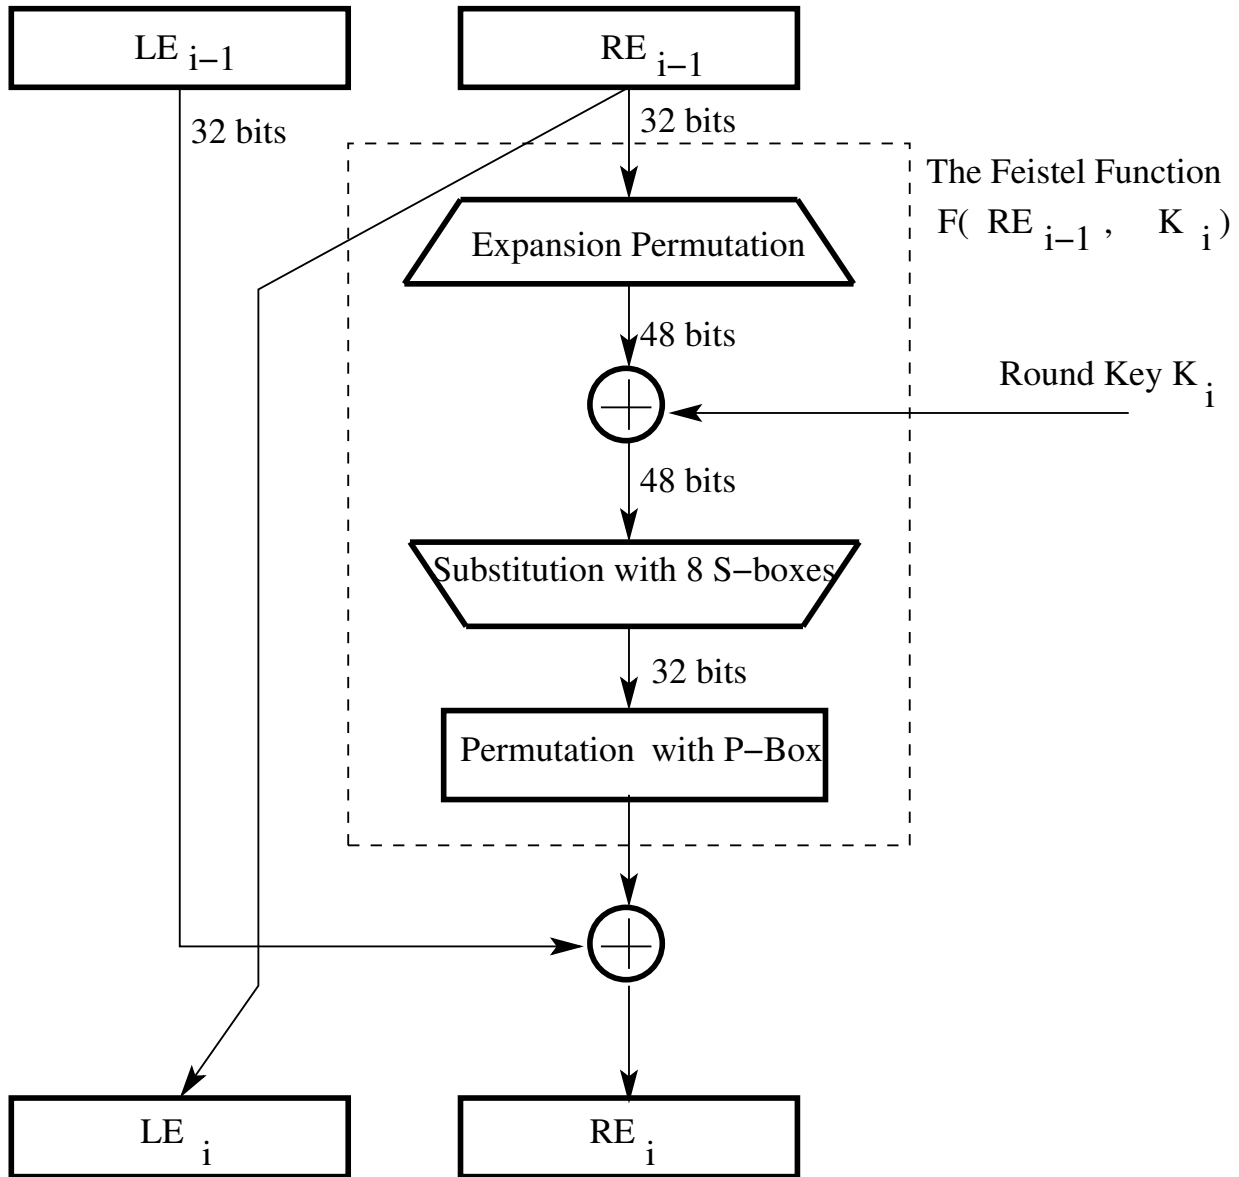 LE i−1
RE i−1
32 bits
32 bits
The Feistel Function
F( RE i−1 , K i )
Expansion Permutation
48 bits
Round Key K i
48 bits
Substitution with 8 S−boxes
32 bits
Permutation with P−Box
LE i
RE i